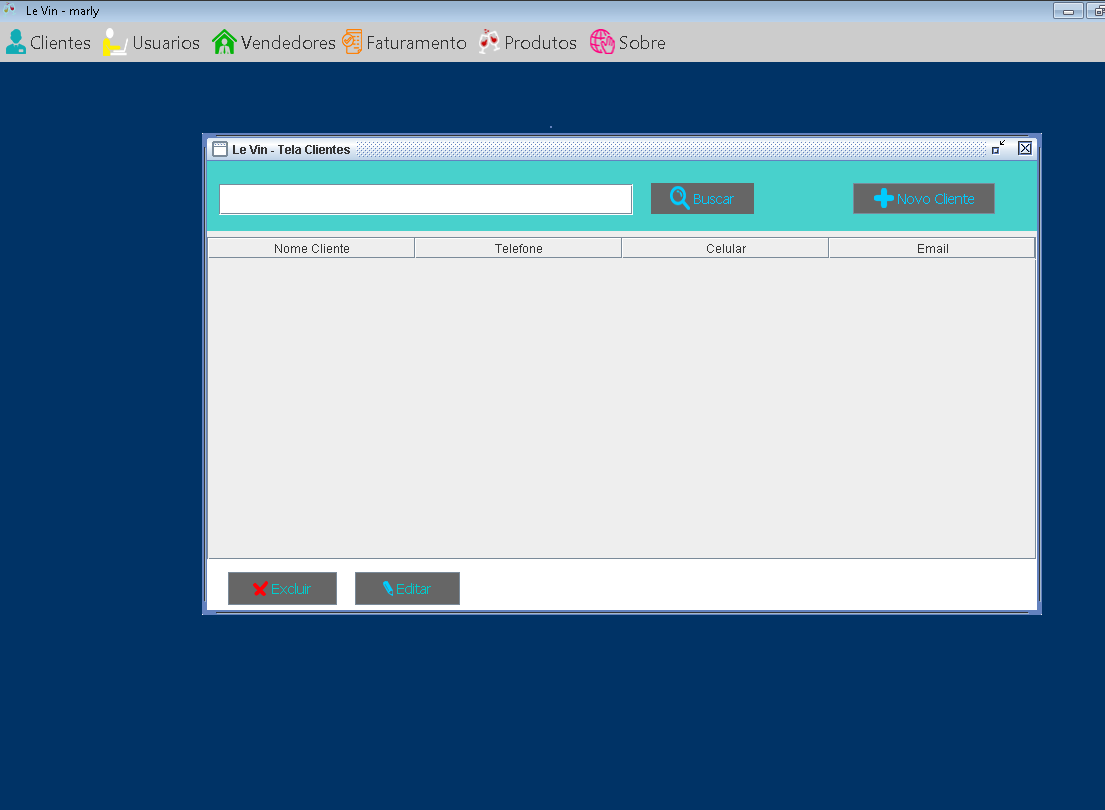 Le Vin - marly
Clientes Usuarios Vendedores Faturamento Produtos Sobre
Le Vin - Tela Clientes
Buscar Novo Cliente
Nome Cliente Telefone Celular Email
Excluir Editar